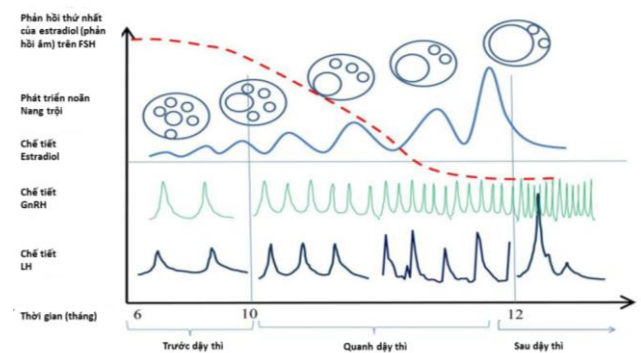 Phản hồi thứ nhất
của estradiol (phản
hồi âm) trên FSH
Phát triển noãn
Nang trội
Chế tiết
Estradiol
Chế tiết
GnRH
Chế tiết
LH
Thời gian (tháng)
6
10
12
Trước dậy thì
Quanh dậy thì
Sau dậy thì